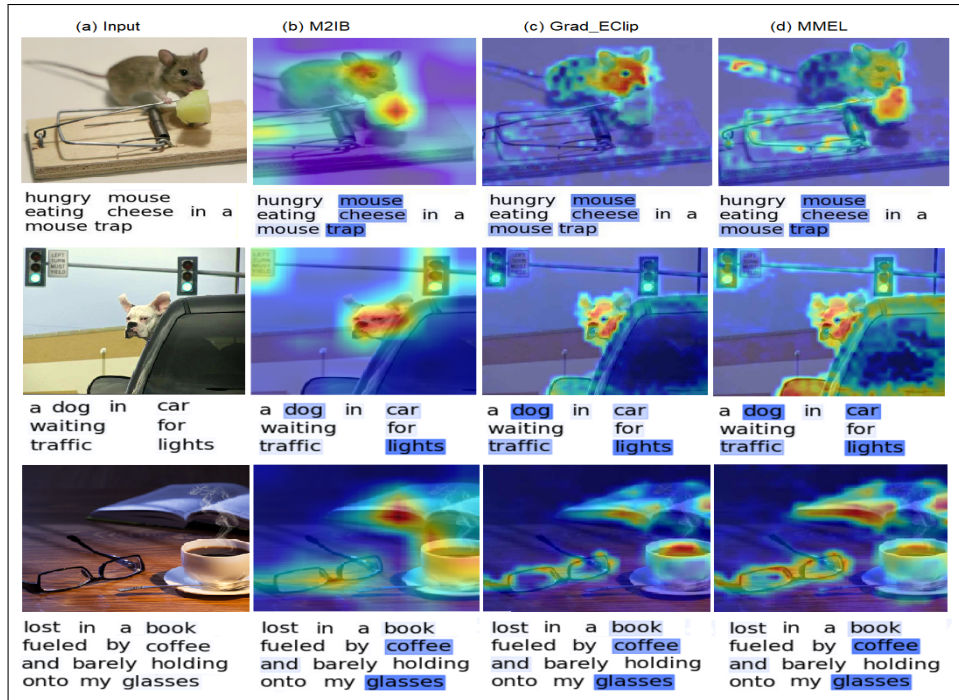 (a) Input (b) M2IB (c) Grad_EClip (d) MMEL
hungry mouse
eating cheese in a
mouse trap
hungry mouse
eating cheese in a
mouse trap
hungry mouse
eating cheese in a
mouse trap
hungry mouse
eating cheese in a
mouse trap
LEFT
TURN
MUST
YIELD
a dog in car
waiting for
traffic lights
a dog in car
waiting for
traffic lights
a dog in car
waiting for
traffic lights
a dog in car
waiting for
traffic lights
lost in a book
fueled by coffee
and barely holding
onto my glasses
lost in a book
fueled by coffee
and barely holding
onto my glasses
lost in a book
fueled by coffee
and barely holding
onto my glasses
lost in a book
fueled by coffee
and barely holding
onto my glasses